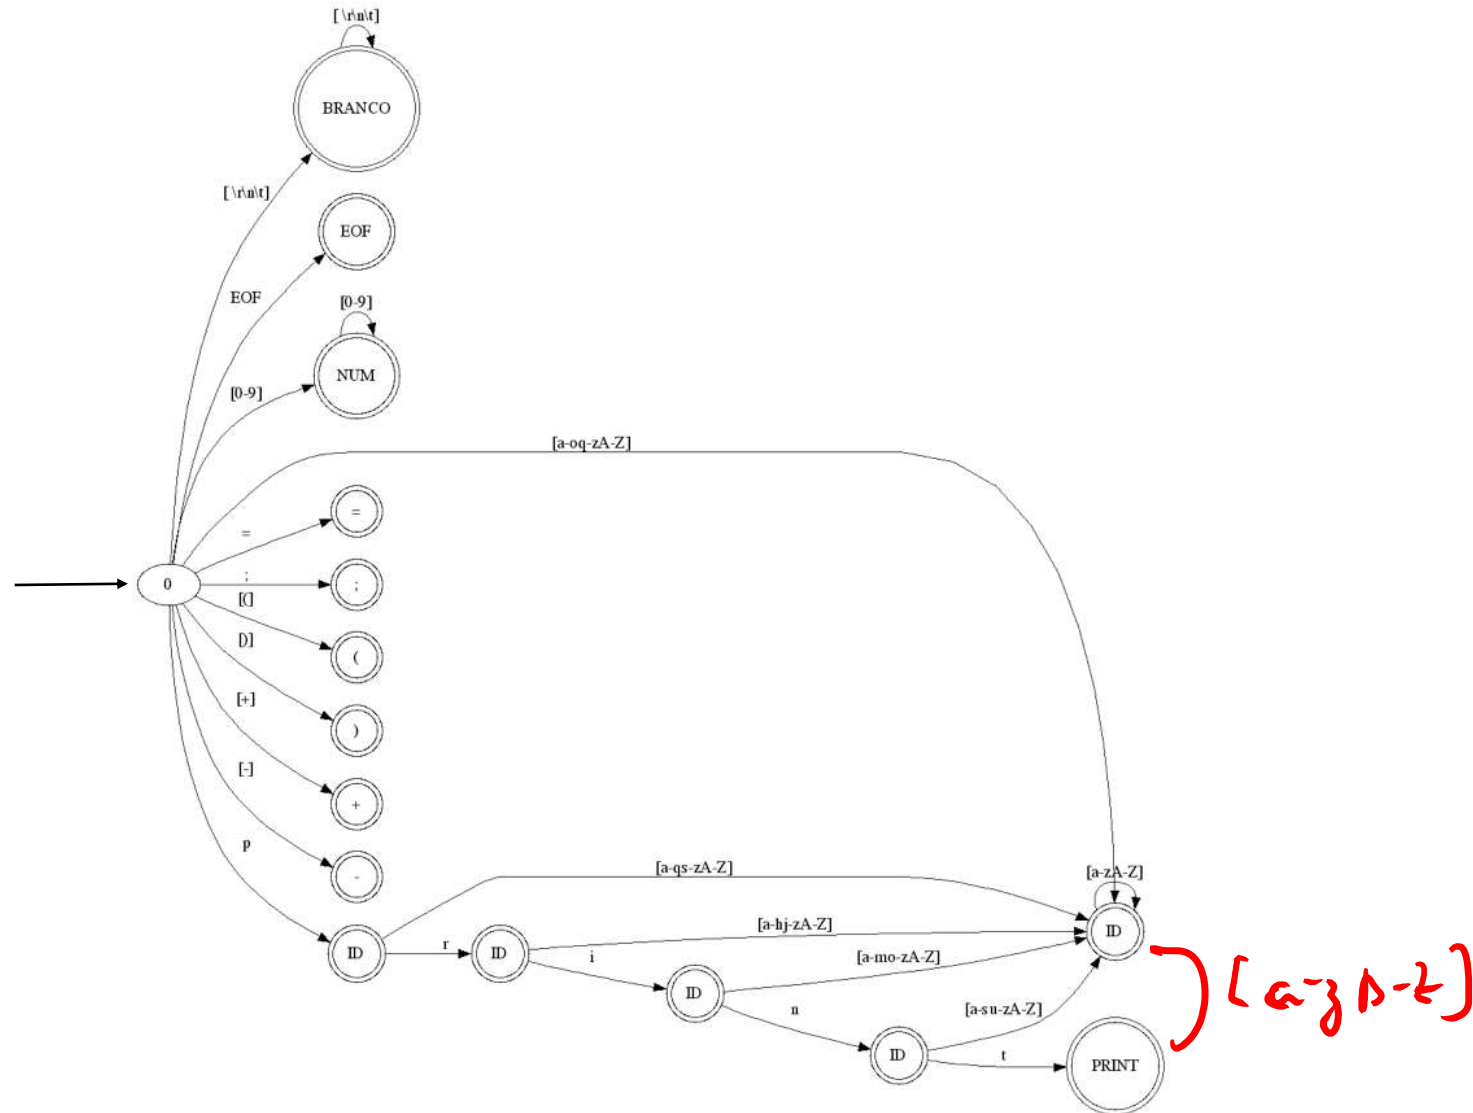 [ \r\n\t]
BRANCO
[ \r\n\t]
EOF
EOF
[0-9]
NUM
[0-9]
[a-oq-zA-Z]
=
=
0
;
;
[(]
(
[)]
)
[+]
+
[-]
-
p
[a-qs-zA-Z]
[a-zA-Z]
ID
r
ID
[a-hj-zA-Z]
ID
i
[a-mo-zA-Z]
ID
n
[a-su-zA-Z]
ID
t
PRINT
[a-zA-Z]